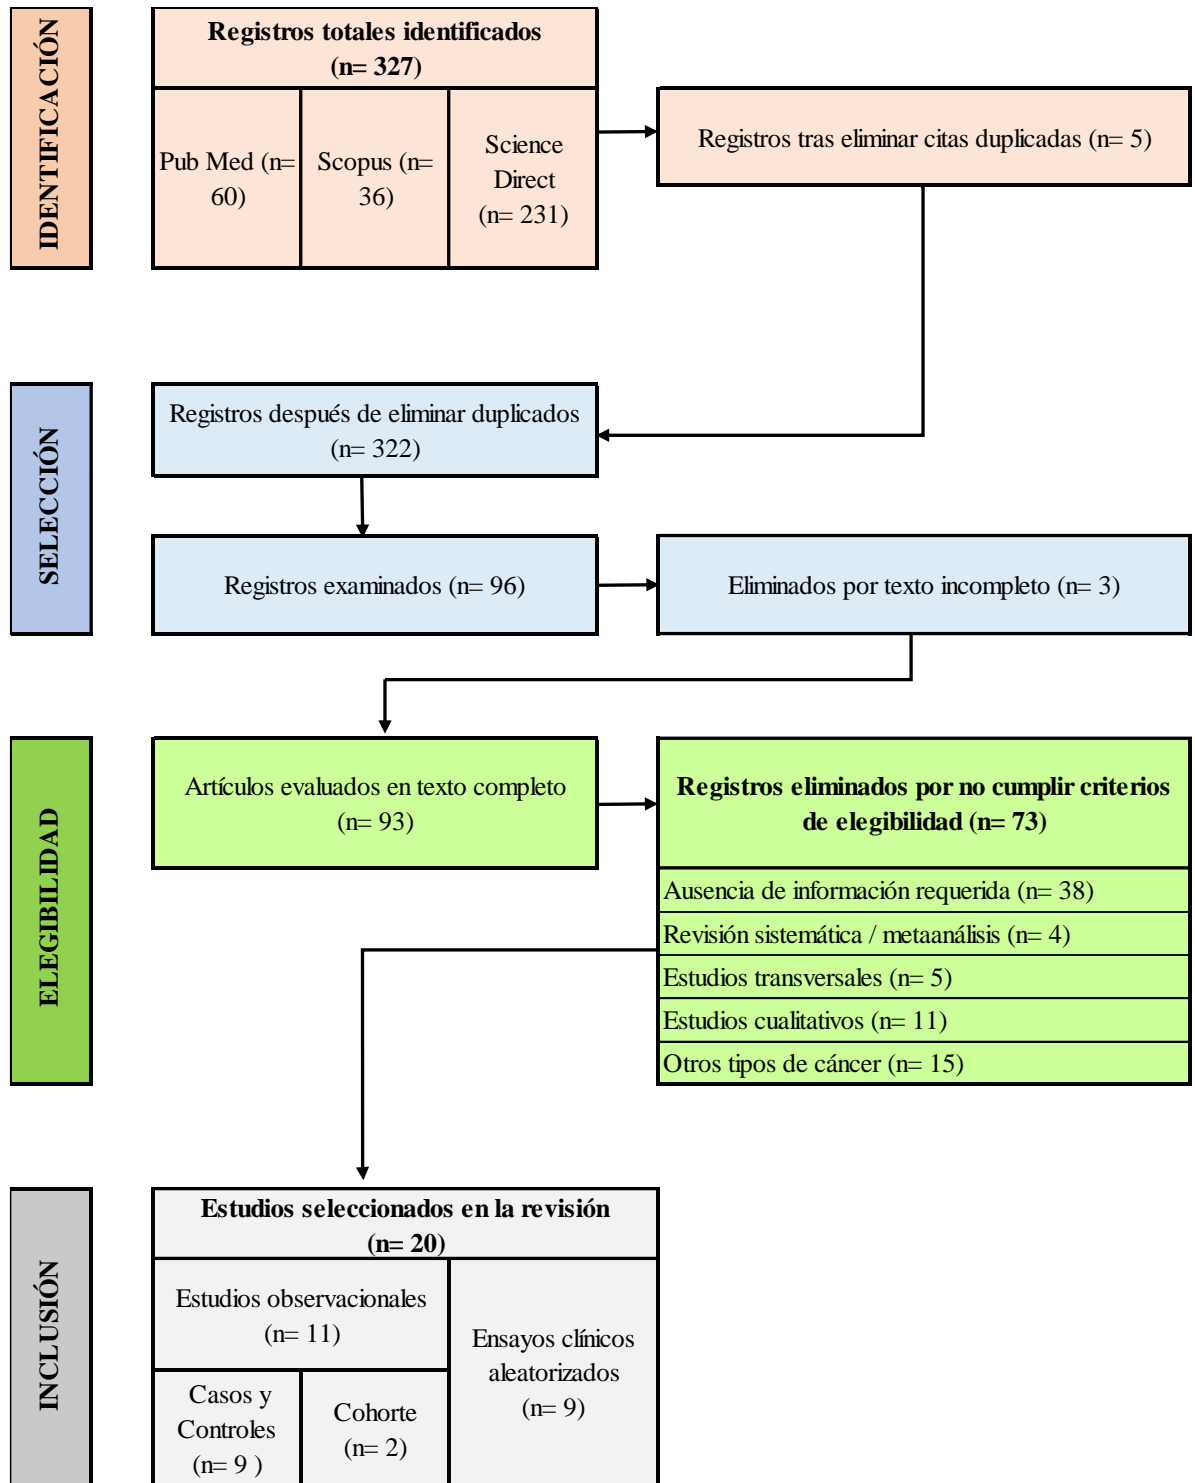 IDENTIFICACIÓN
Registros totales identificados
(n= 327)
Pub Med (n=
60)
Scopus (n=
36)
Science
Direct
(n= 231)
Registros tras eliminar citas duplicadas (n= 5)
SELECCIÓN
Registros después de eliminar duplicados
(n= 322)
Registros examinados (n= 96)
Eliminados por texto incompleto (n= 3)
ELEGIBILIDAD
Artículos evaluados en texto completo
(n= 93)
Registros eliminados por no cumplir criterios
de elegibilidad (n= 73)
Ausencia de información requerida (n= 38)
Revisión sistemática / metaanálisis (n= 4)
Estudios transversales (n= 5)
Estudios cualitativos (n= 11)
Otros tipos de cáncer (n= 15)
INCLUSIÓN
Estudios seleccionados en la revisión
(n= 20)
Estudios observacionales
(n= 11)
Casos y
Controles
(n= 9 )
Cohorte
(n= 2)
Ensayos clínicos
aleatorizados
(n= 9)